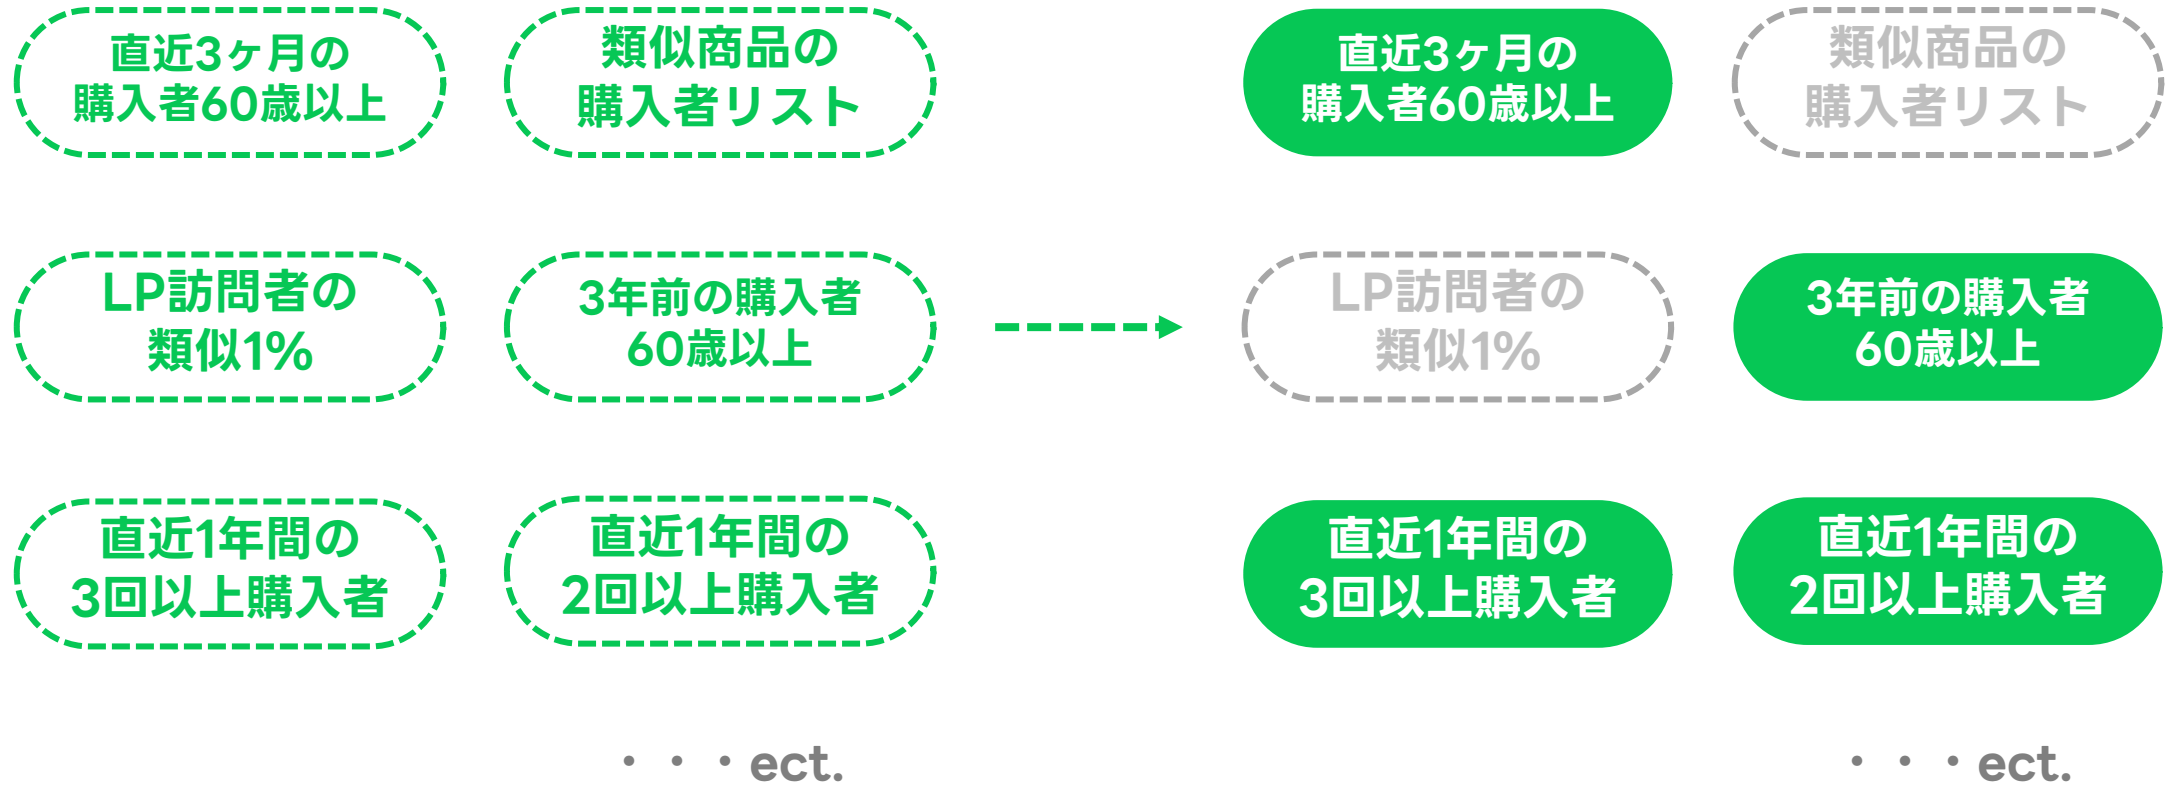 直近3ヶ月の
購入者60歳以上
類似商品の
購入者リスト
LP訪問者の
類似1%
3年前の購入者
60歳以上
直近1年間の
3回以上購入者
直近1年間の
2回以上購入者
・・・ect.
直近3ヶ月の
購入者60歳以上
類似商品の
購入者リスト
LP訪問者の
類似1%
3年前の購入者
60歳以上
直近1年間の
3回以上購入者
直近1年間の
2回以上購入者
・・・ect.